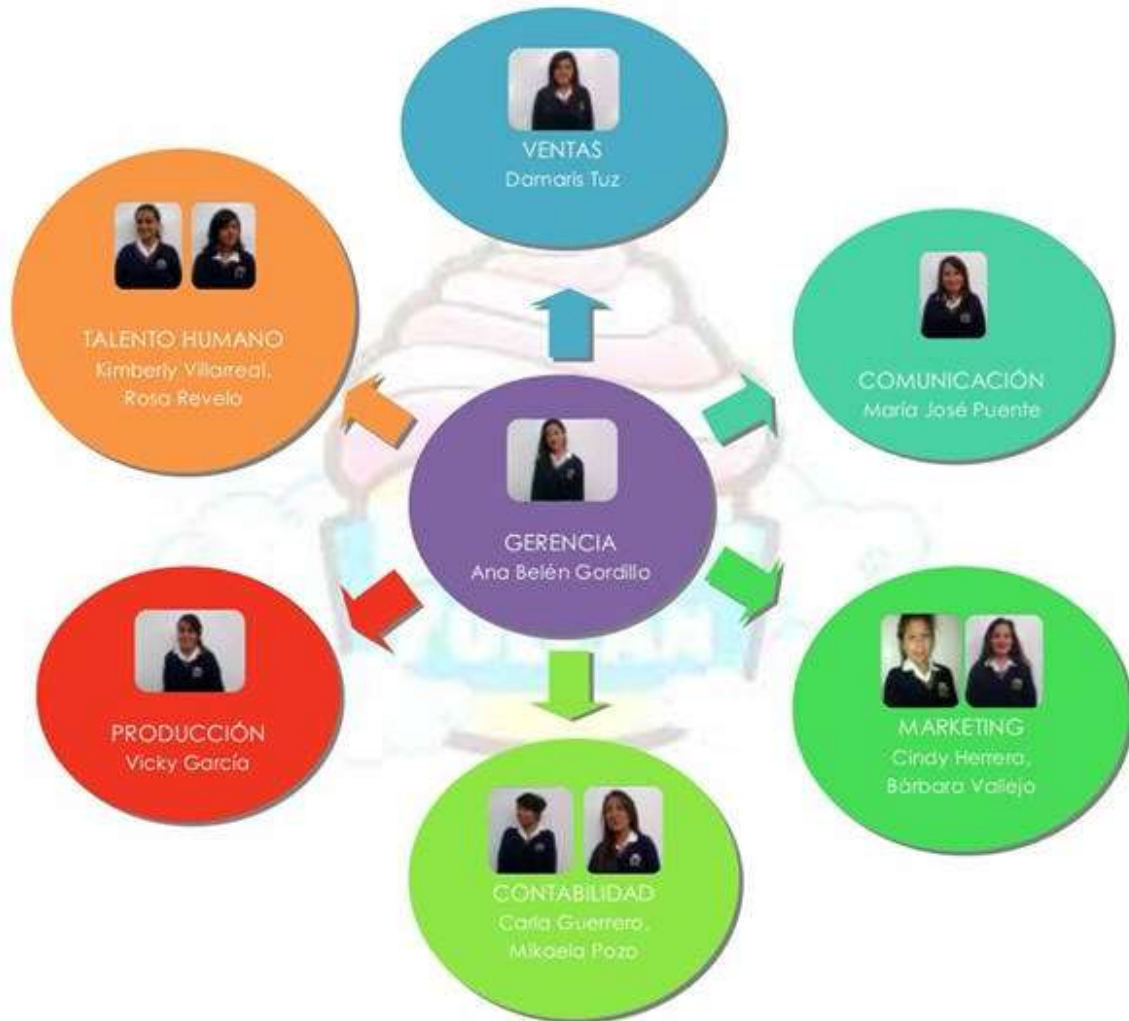 VENTAS
Damaris Tuz
TALENTO HUMANO
Kimberly Villarreal,
Rosa Revelo
COMUNICACIÓN
María José Puente
GERENCIA
Ana Belén Gordillo
PRODUCCIÓN
Vicky García
MARKETING
Cindy Herrera,
Bárbara Vallejo
CONTABILIDAD
Carla Guerrero,
Mikaela Pozo